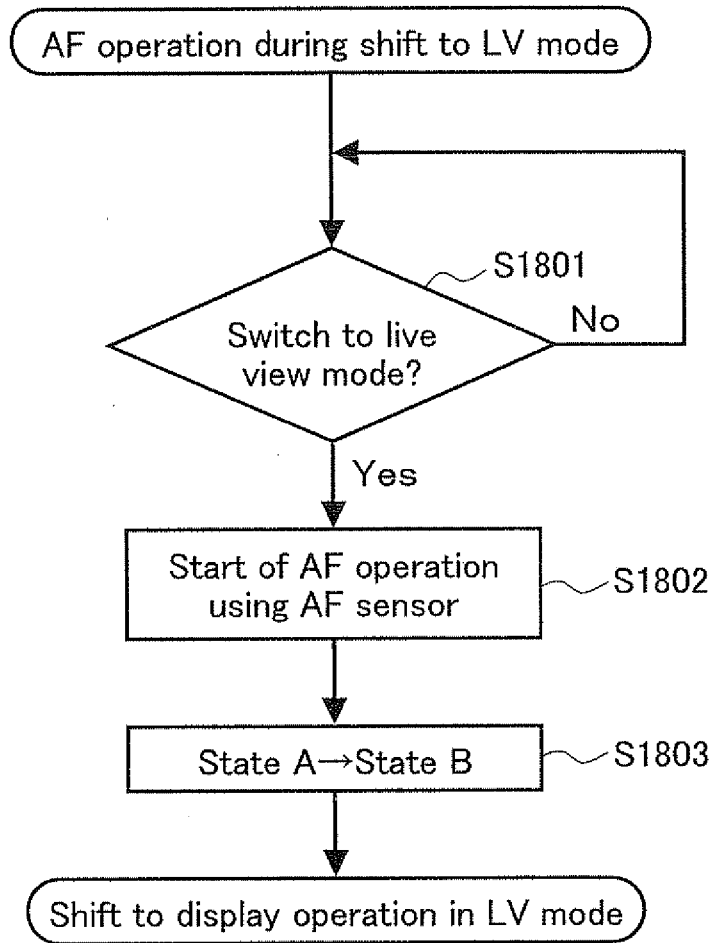 AF operation during shift to LV mode
S1801
Switch to live
view mode?
No
Yes
Start of AF operation
using AF sensor
S1802
State A→State B
S1803
Shift to display operation in LV mode